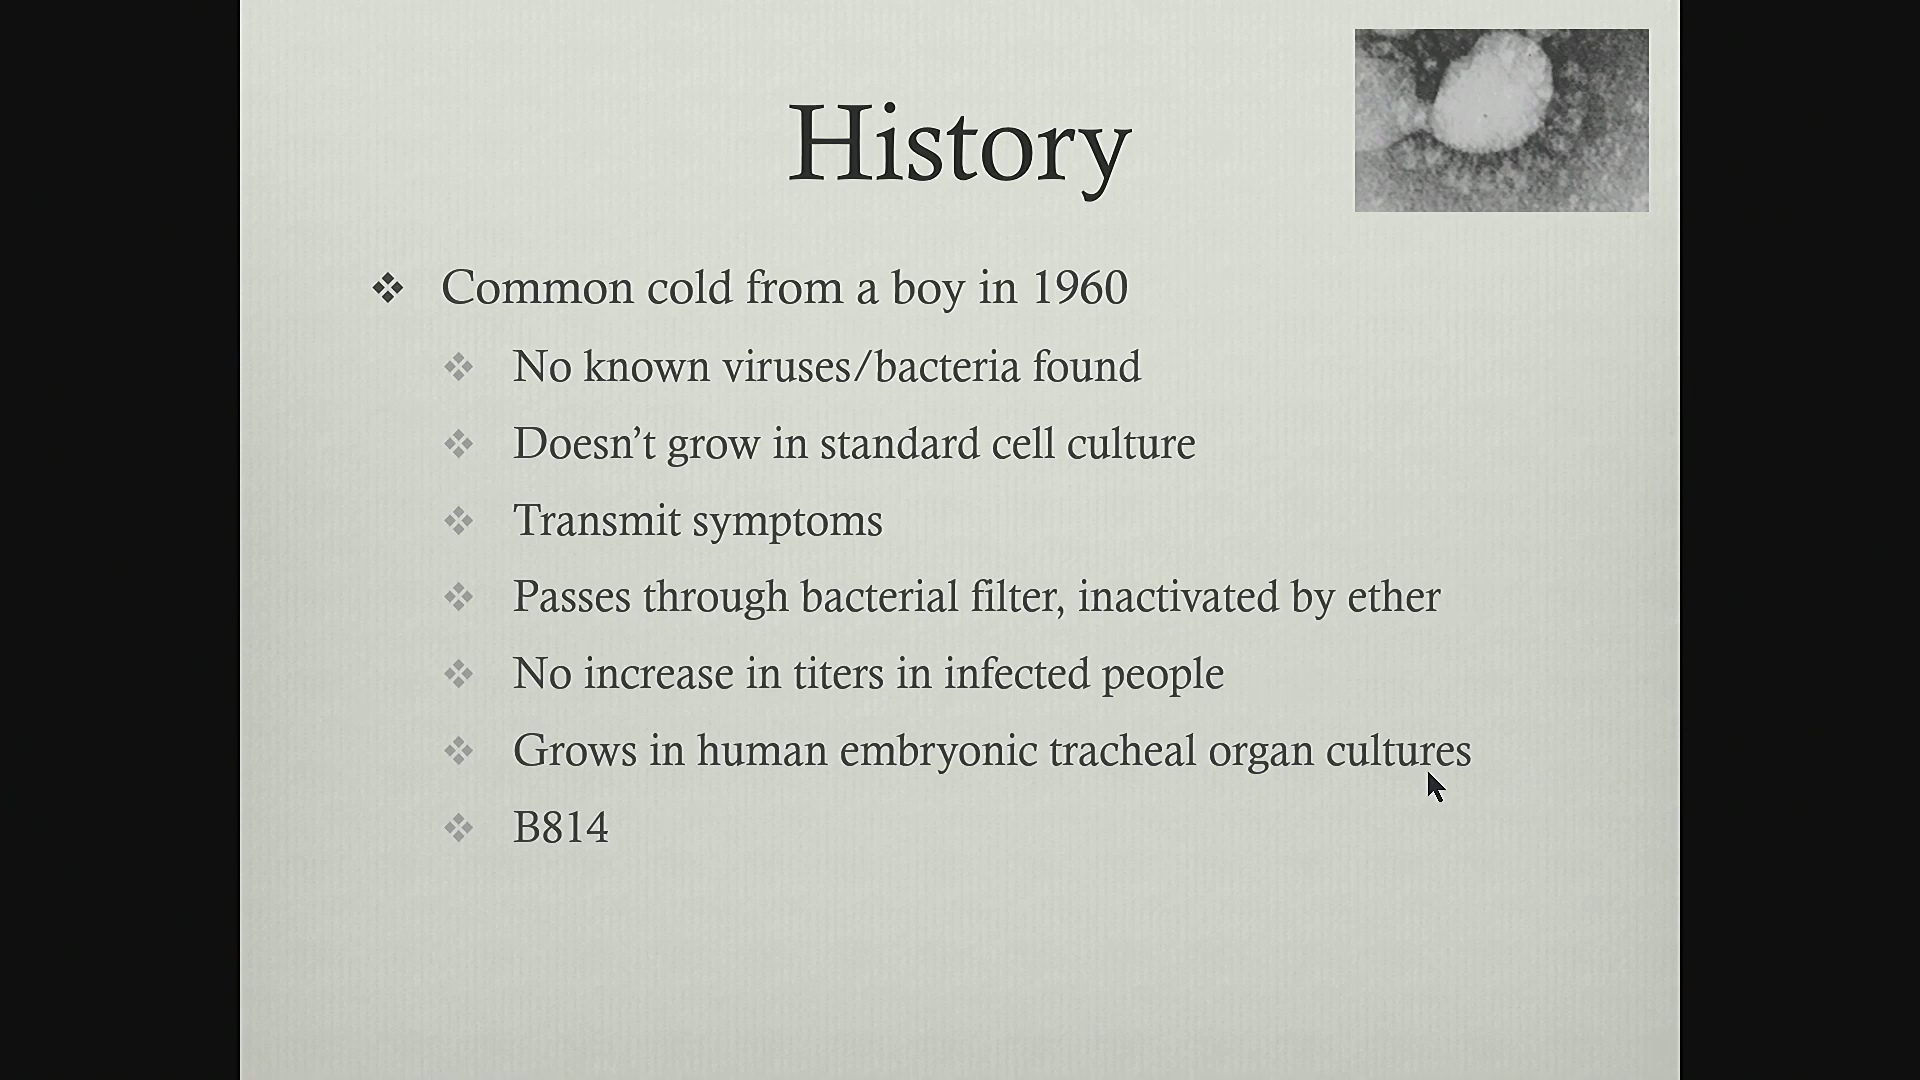 History
Common cold from a boy in 1960
No known viruses/bacteria found
Doesn't grow in standard cell culture
Transmit symptoms
Passes through bacterial filter, inactivated by ether
No increase in titers in infected people
Grows in human embryonic tracheal organ cultures
B814